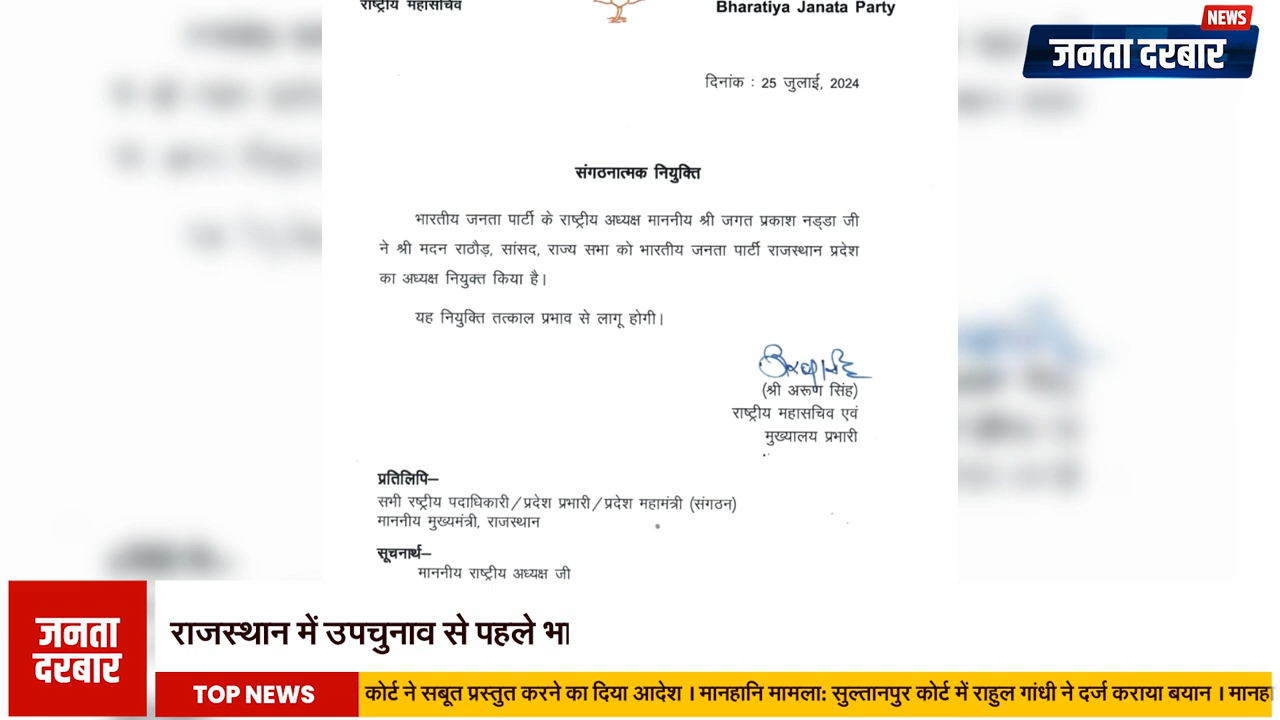 राष्ट्रीय महासचिव
Bharatiya Janata Party
NEWS
जनता दरबार
दिनांक : 25 जुलाई, 2024
संगठनात्मक नियुक्ति
भारतीय जनता पार्टी के राष्ट्रीय अध्यक्ष माननीय श्री जगत प्रकाश नड्डा जी
ने श्री मदन राठौड़, सांसद, राज्य सभा को भारतीय जनता पार्टी राजस्थान प्रदेश
का अध्यक्ष नियुक्त किया है।
यह नियुक्ति तत्काल प्रभाव से लागू होगी।
(श्री अरूण सिंह)
राष्ट्रीय महासचिव एवं
मुख्यालय प्रभारी
प्रतिलिपि–
सभी राष्ट्रीय पदाधिकारी/प्रदेश प्रभारी/प्रदेश महामंत्री (संगठन)
माननीय मुख्यमंत्री, राजस्थान
सूचनार्थ–
माननीय राष्ट्रीय अध्यक्ष जी
जनता
दरबार
राजस्थान में उपचुनाव से पहले भा
TOP NEWS
कोर्ट ने सबूत प्रस्तुत करने का दिया आदेश । मानहानि मामला: सुल्तानपुर कोर्ट में राहुल गांधी ने दर्ज कराया बयान । मानह